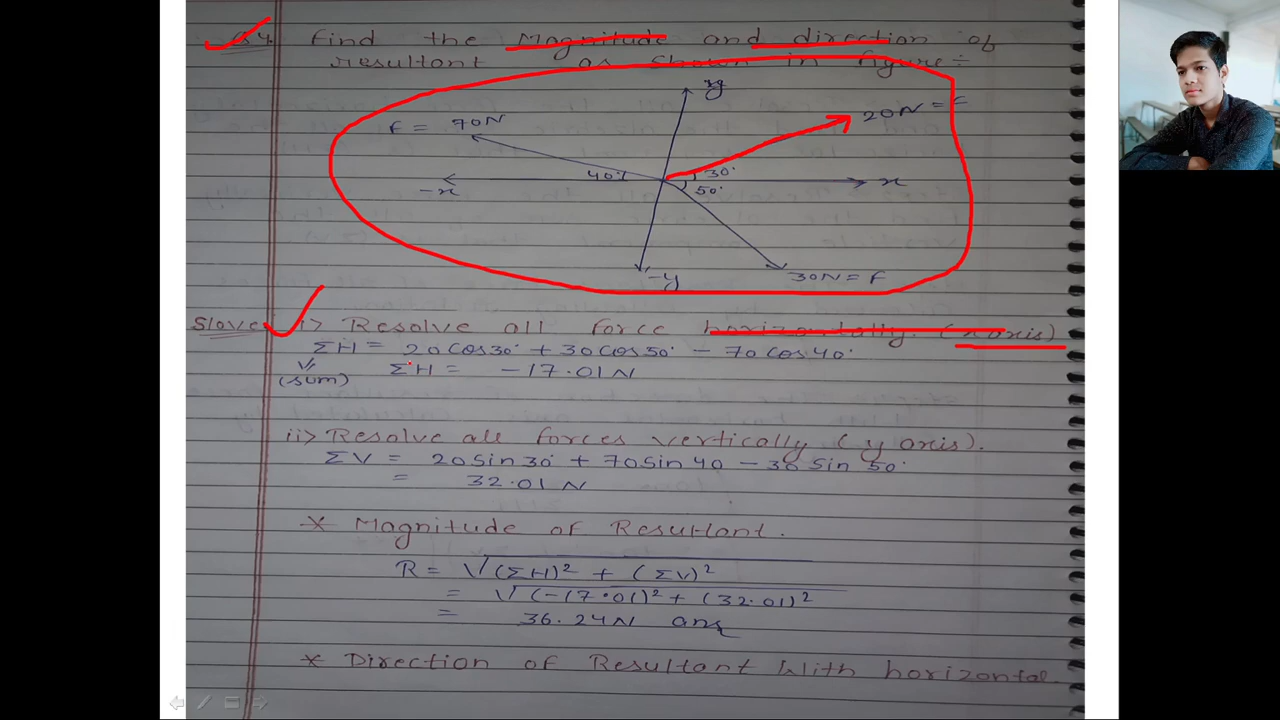 Q4. Find the Magnitude and direction of
resultant as shown in figure ÷
y
20N = F
F = 70N
40°
30°
50°
-x
x
-y
30N = F
Slove i> Resolve all force horizontally (x axis)
ΣH = 20 cos 30° + 30 cos 50° - 70 cos 40°
(sum) ΣH = -17.01 N
ii> Resolve all forces vertically (y axis).
ΣV = 20 sin 30 + 70 sin 40 - 30 sin 50°
= 32.01 N
* Magnitude of Resultant.
R = √(ΣH)² + (ΣV)²
= √(-17.01)² + (32.01)²
= 36.24N ans
* Direction of Resultant With horizontal.